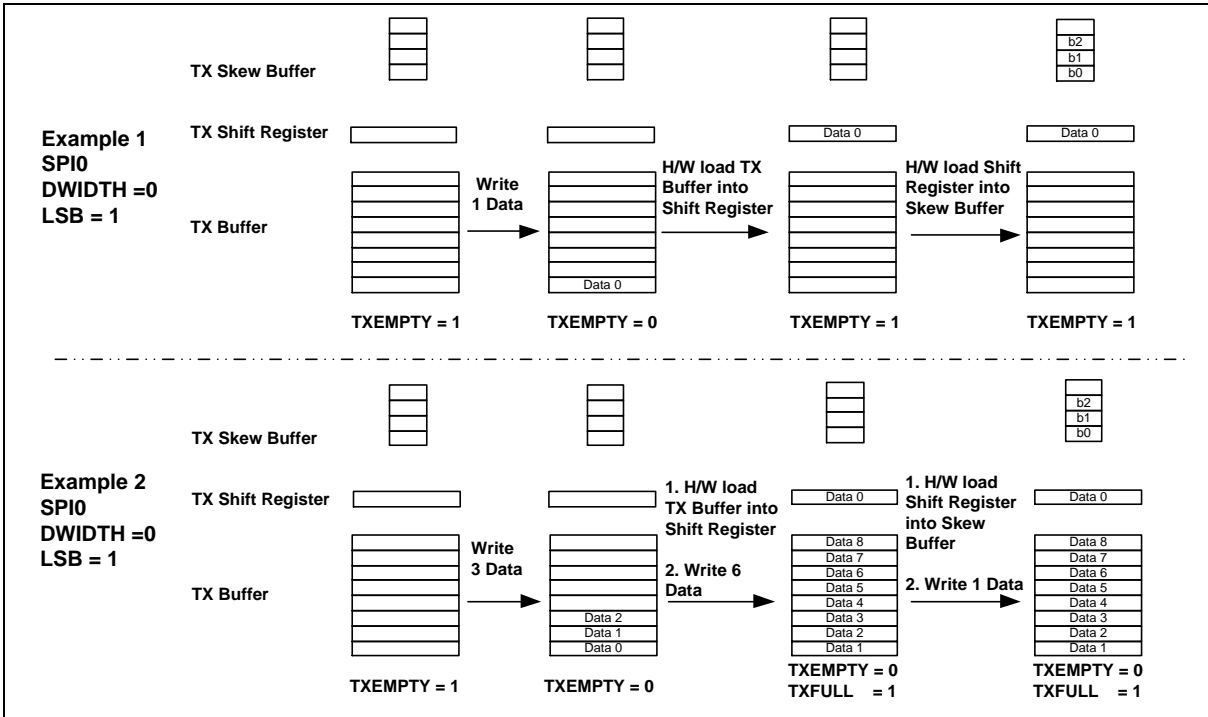 TX Skew Buffer
b2
b1
b0
Example 1
SPI0
DWIDTH =0
LSB = 1
TX Shift Register
Data 0
Data 0
TX Buffer
Write
1 Data
Data 0
H/W load TX
Buffer into
Shift Register
H/W load Shift
Register into
Skew Buffer
TXEMPTY = 1
TXEMPTY = 0
TXEMPTY = 1
TXEMPTY = 1
TX Skew Buffer
b2
b1
b0
Example 2
SPI0
DWIDTH =0
LSB = 1
TX Shift Register
Data 0
Data 0
TX Buffer
Write
3 Data
Data 2
Data 1
Data 0
1. H/W load
TX Buffer into
Shift Register
2. Write 6
Data
Data 8
Data 7
Data 6
Data 5
Data 4
Data 3
Data 2
Data 1
1. H/W load
Shift Register
into Skew
Buffer
2. Write 1 Data
Data 8
Data 7
Data 6
Data 5
Data 4
Data 3
Data 2
Data 1
TXEMPTY = 1
TXEMPTY = 0
TXEMPTY = 0
TXFULL = 1
TXEMPTY = 0
TXFULL = 1